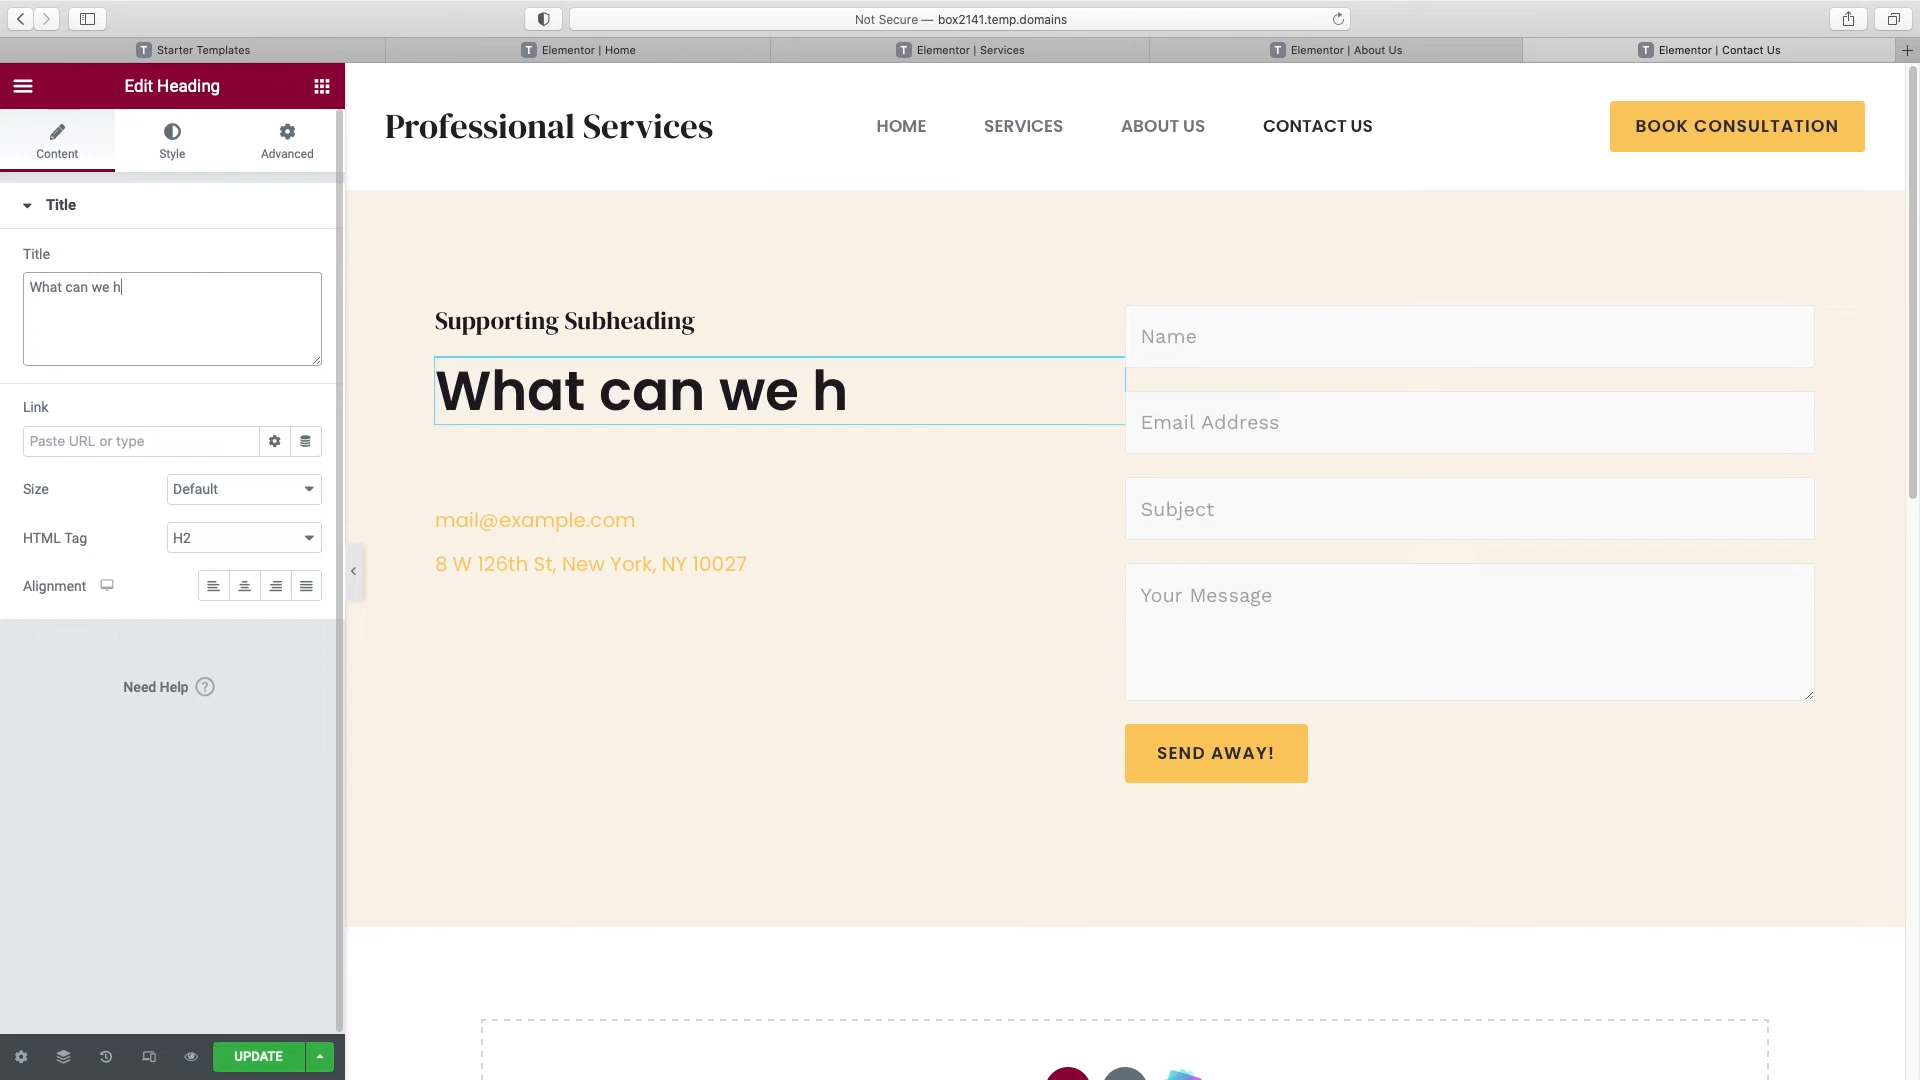 Not Secure — box2141.temp.domains
T Starter Templates
T Elementor | Home
T Elementor | Services
T Elementor | About Us
T Elementor | Contact Us
Edit Heading
Content
Style
Advanced
Title
Title
What can we h
Link
Paste URL or type
Size
Default
HTML Tag
H2
Alignment
Need Help ?
UPDATE
Professional Services
HOME
SERVICES
ABOUT US
CONTACT US
BOOK CONSULTATION
Supporting Subheading
What can we h
mail@example.com
8 W 126th St, New York, NY 10027
Name
Email Address
Subject
Your Message
SEND AWAY!